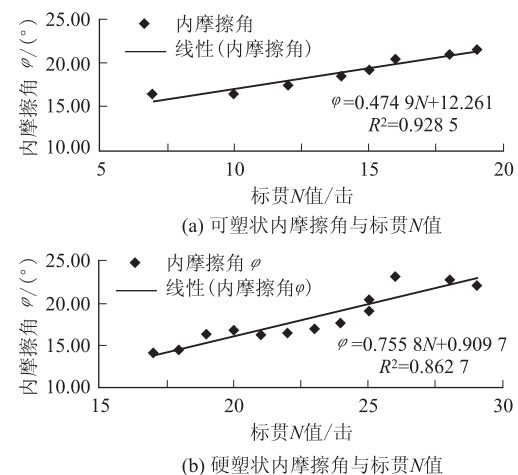 25.00
20.00
15.00
10.00
内摩擦角 φ/(°)
内摩擦角
线性(内摩擦角)
φ=0.474 9N+12.261
R²=0.928 5
5 10 15 20
标贯N值/击
(a) 可塑状内摩擦角与标贯N值
25.00
20.00
15.00
10.00
内摩擦角 φ/(°)
内摩擦角 φ
线性(内摩擦角φ)
φ=0.755 8N+0.909 7
R²=0.862 7
15 20 25 30
标贯N值/击
(b) 硬塑状内摩擦角与标贯N值